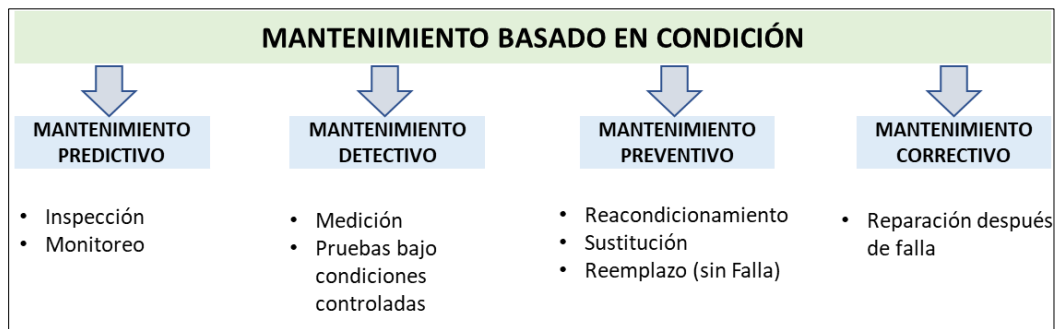 MANTENIMIENTO BASADO EN CONDICIÓN
MANTENIMIENTO
PREDICTIVO
• Inspección
• Monitoreo
MANTENIMIENTO
DETECTIVO
• Medición
• Pruebas bajo
condiciones
controladas
MANTENIMIENTO
PREVENTIVO
• Reacondicionamiento
• Sustitución
• Reemplazo (sin Falla)
MANTENIMIENTO
CORRECTIVO
• Reparación después
de falla